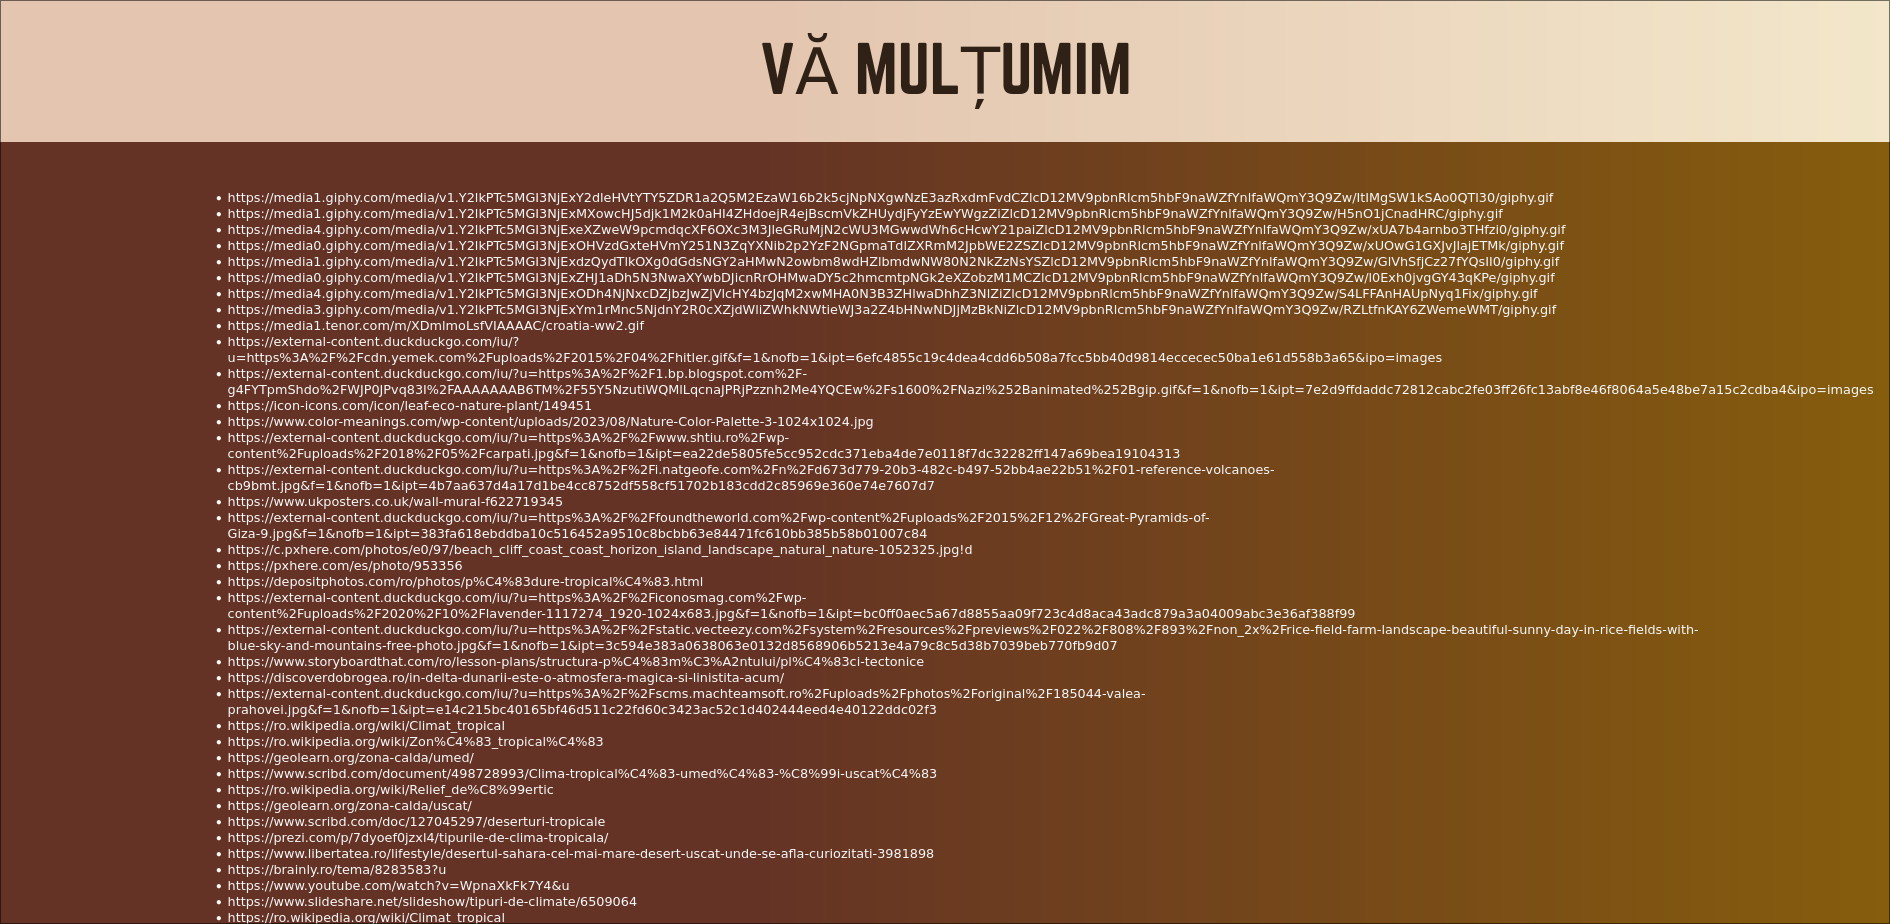 VĂ MULȚUMIM
• https://media1.giphy.com/media/v1.Y2lkPTc5MGI3NjExY2dleHVtYTY5ZDR1a2Q5M2EzaW16b2k5cjNpNXgwNzE3azRxdmFvdCZlcD12MV9pbnRlcm5hbF9naWZfYnlfaWQmY3Q9Zw/ItIMgSW1kSAo0QTI30/giphy.gif
• https://media1.giphy.com/media/v1.Y2lkPTc5MGI3NjExMXowcHJ5djk1M2k0aHI4ZHdoejR4ejBscmVkZHUydjFyYzEwYWgzZiZlcD12MV9pbnRlcm5hbF9naWZfYnlfaWQmY3Q9Zw/H5nO1jCnadHRC/giphy.gif
• https://media4.giphy.com/media/v1.Y2lkPTc5MGI3NjExeXZweW9pcmdqcXF6OXc3M3JleGRuMjN2cWU3MGwwdWh6cHcwY21paiZlcD12MV9pbnRlcm5hbF9naWZfYnlfaWQmY3Q9Zw/xUA7b4arnbo3THfzi0/giphy.gif
• https://media0.giphy.com/media/v1.Y2lkPTc5MGI3NjExOHVzdGxteHVmY251N3ZqYXNib2p2YzF2NGpmaTdlZXRmM2JpbWE2ZSZlcD12MV9pbnRlcm5hbF9naWZfYnlfaWQmY3Q9Zw/xUOwG1GXJvJlajETMk/giphy.gif
• https://media1.giphy.com/media/v1.Y2lkPTc5MGI3NjExdzQydTlkOXg0dGdsNGY2aHMwN2owbm8wdHZlbmdwNW80N2NkZzNsYSZlcD12MV9pbnRlcm5hbF9naWZfYnlfaWQmY3Q9Zw/GlVhSfjCz27fYQsII0/giphy.gif
• https://media0.giphy.com/media/v1.Y2lkPTc5MGI3NjExZHJ1aDh5N3NwaXYwbDJicnRrOHMwaDY5c2hmcmtpNGk2eXZobzM1MCZlcD12MV9pbnRlcm5hbF9naWZfYnlfaWQmY3Q9Zw/l0Exh0jvgGY43qKPe/giphy.gif
• https://media4.giphy.com/media/v1.Y2lkPTc5MGI3NjExODh4NjNxcDZjbzJwZjVlcHY4bzJqM2xwMHA0N3B3ZHlwaDhhZ3NlZiZlcD12MV9pbnRlcm5hbF9naWZfYnlfaWQmY3Q9Zw/S4LFFAnHAUpNyq1Fix/giphy.gif
• https://media3.giphy.com/media/v1.Y2lkPTc5MGI3NjExYm1rMnc5NjdnY2R0cXZjdWliZWhkNWtieWJ3a2Z4bHNwNDJjMzBkNiZlcD12MV9pbnRlcm5hbF9naWZfYnlfaWQmY3Q9Zw/RZLtfnKAY6ZWemeWMT/giphy.gif
• https://media1.tenor.com/m/XDmlmoLsfVIAAAAC/croatia-ww2.gif
• https://external-content.duckduckgo.com/iu/?
u=https%3A%2F%2Fcdn.yemek.com%2Fuploads%2F2015%2F04%2Fhitler.gif&f=1&nofb=1&ipt=6efc4855c19c4dea4cdd6b508a7fcc5bb40d9814eccecec50ba1e61d558b3a65&ipo=images
• https://external-content.duckduckgo.com/iu/?u=https%3A%2F%2F1.bp.blogspot.com%2F-
g4FYTpmShdo%2FWJP0JPvq83I%2FAAAAAAAB6TM%2F55Y5NzutiWQMlLqcnaJPRjPzznh2Me4YQCEw%2Fs1600%2FNazi%252Banimated%252Bgip.gif&f=1&nofb=1&ipt=7e2d9ffdaddc72812cabc2fe03ff26fc13abf8e46f8064a5e48be7a15c2cdba4&ipo=images
• https://icon-icons.com/icon/leaf-eco-nature-plant/149451
• https://www.color-meanings.com/wp-content/uploads/2023/08/Nature-Color-Palette-3-1024x1024.jpg
• https://external-content.duckduckgo.com/iu/?u=https%3A%2F%2Fwww.shtiu.ro%2Fwp-
content%2Fuploads%2F2018%2F05%2Fcarpati.jpg&f=1&nofb=1&ipt=ea22de5805fe5cc952cdc371eba4de7e0118f7dc32282ff147a69bea19104313
• https://external-content.duckduckgo.com/iu/?u=https%3A%2F%2Fi.natgeofe.com%2Fn%2Fd673d779-20b3-482c-b497-52bb4ae22b51%2F01-reference-volcanoes-
cb9bmt.jpg&f=1&nofb=1&ipt=4b7aa637d4a17d1be4cc8752df558cf51702b183cdd2c85969e360e74e7607d7
• https://www.ukposters.co.uk/wall-mural-f622719345
• https://external-content.duckduckgo.com/iu/?u=https%3A%2F%2Ffoundtheworld.com%2Fwp-content%2Fuploads%2F2015%2F12%2FGreat-Pyramids-of-
Giza-9.jpg&f=1&nofb=1&ipt=383fa618ebddba10c516452a9510c8bcbb63e84471fc610bb385b58b01007c84
• https://c.pxhere.com/photos/e0/97/beach_cliff_coast_coast_horizon_island_landscape_natural_nature-1052325.jpg!d
• https://pxhere.com/es/photo/953356
• https://depositphotos.com/ro/photos/p%C4%83dure-tropical%C4%83.html
• https://external-content.duckduckgo.com/iu/?u=https%3A%2F%2Ficonosmag.com%2Fwp-
content%2Fuploads%2F2020%2F10%2Flavender-1117274_1920-1024x683.jpg&f=1&nofb=1&ipt=bc0ff0aec5a67d8855aa09f723c4d8aca43adc879a3a04009abc3e36af388f99
• https://external-content.duckduckgo.com/iu/?u=https%3A%2F%2Fstatic.vecteezy.com%2Fsystem%2Fresources%2Fpreviews%2F022%2F808%2F893%2Fnon_2x%2Frice-field-farm-landscape-beautiful-sunny-day-in-rice-fields-with-
blue-sky-and-mountains-free-photo.jpg&f=1&nofb=1&ipt=3c594e383a0638063e0132d8568906b5213e4a79c8c5d38b7039beb770fb9d07
• https://www.storyboardthat.com/ro/lesson-plans/structura-p%C4%83m%C3%A2ntului/pl%C4%83ci-tectonice
• https://discoverdobrogea.ro/in-delta-dunarii-este-o-atmosfera-magica-si-linistita-acum/
• https://external-content.duckduckgo.com/iu/?u=https%3A%2F%2Fscms.machteamsoft.ro%2Fuploads%2Fphotos%2Foriginal%2F185044-valea-
prahovei.jpg&f=1&nofb=1&ipt=e14c215bc40165bf46d511c22fd60c3423ac52c1d402444eed4e40122ddc02f3
• https://ro.wikipedia.org/wiki/Climat_tropical
• https://ro.wikipedia.org/wiki/Zon%C4%83_tropical%C4%83
• https://geolearn.org/zona-calda/umed/
• https://www.scribd.com/document/498728993/Clima-tropical%C4%83-umed%C4%83-%C8%99i-uscat%C4%83
• https://ro.wikipedia.org/wiki/Relief_de%C8%99ertic
• https://geolearn.org/zona-calda/uscat/
• https://www.scribd.com/doc/127045297/deserturi-tropicale
• https://prezi.com/p/7dyoef0jzxl4/tipurile-de-clima-tropicala/
• https://www.libertatea.ro/lifestyle/desertul-sahara-cel-mai-mare-desert-uscat-unde-se-afla-curiozitati-3981898
• https://brainly.ro/tema/8283583?u
• https://www.youtube.com/watch?v=WpnaXkFk7Y4&u
• https://www.slideshare.net/slideshow/tipuri-de-climate/6509064
• https://ro.wikipedia.org/wiki/Climat_tropical